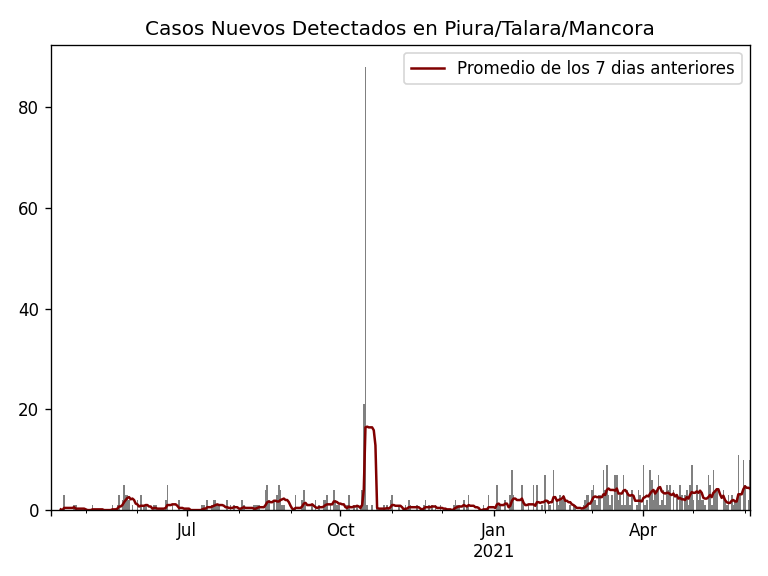 Casos Nuevos Detectados en Piura/Talara/Mancora
Promedio de los 7 dias anteriores
80
60
40
20
0
Jul
Oct
Jan
2021
Apr